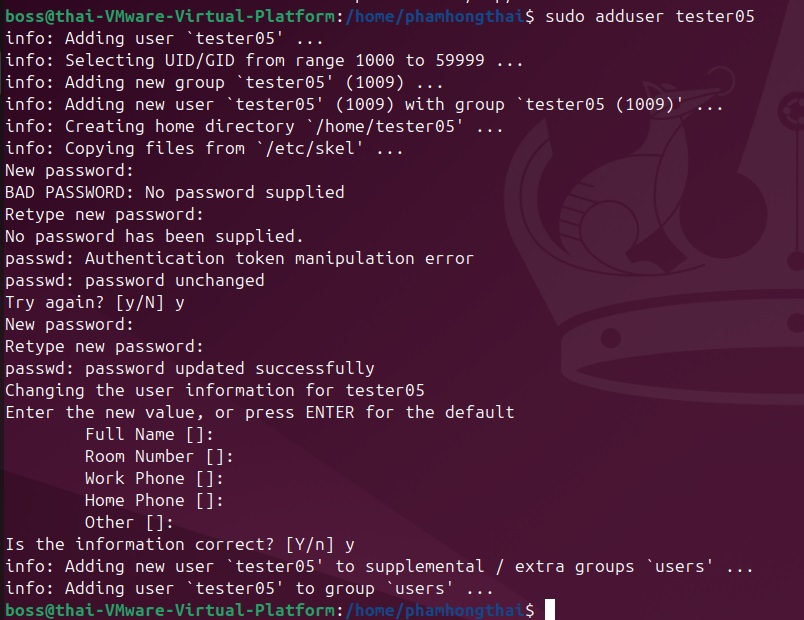 boss@thai-VMware-Virtual-Platform:/home/phamhongthai$ sudo adduser tester05
info: Adding user `tester05' ...
info: Selecting UID/GID from range 1000 to 59999 ...
info: Adding new group `tester05' (1009) ...
info: Adding new user `tester05' (1009) with group `tester05 (1009)' ...
info: Creating home directory `/home/tester05' ...
info: Copying files from `/etc/skel' ...
New password:
BAD PASSWORD: No password supplied
Retype new password:
No password has been supplied.
passwd: Authentication token manipulation error
passwd: password unchanged
Try again? [y/N] y
New password:
Retype new password:
passwd: password updated successfully
Changing the user information for tester05
Enter the new value, or press ENTER for the default
Full Name []:
Room Number []:
Work Phone []:
Home Phone []:
Other []:
Is the information correct? [Y/n] y
info: Adding new user `tester05' to supplemental / extra groups `users' ...
info: Adding user `tester05' to group `users' ...
boss@thai-VMware-Virtual-Platform:/home/phamhongthai$